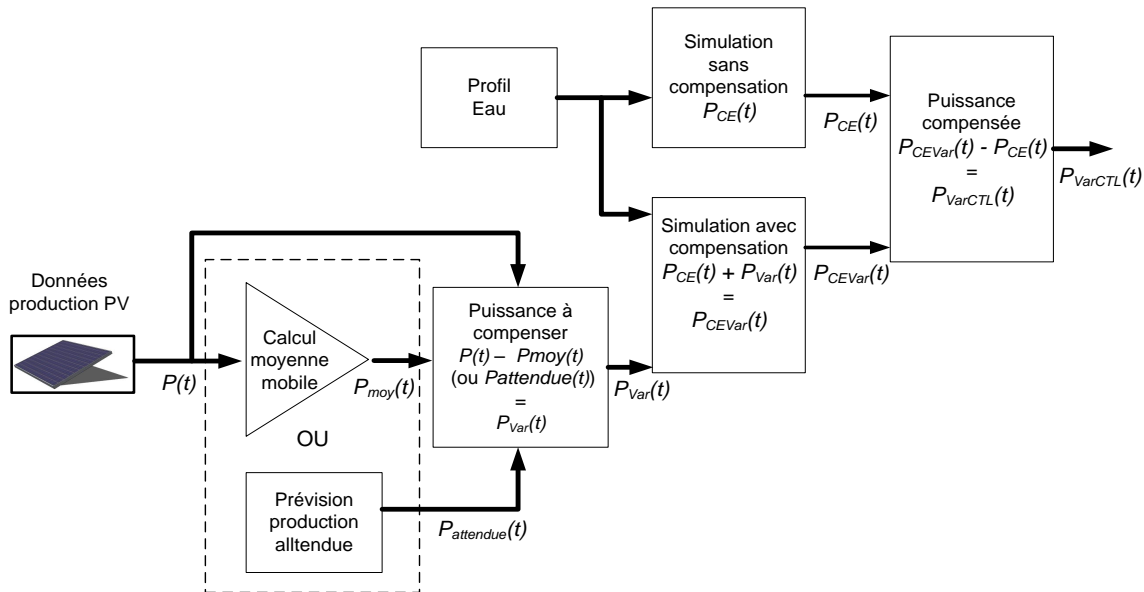 Données
production PV
P(t)
Calcul
moyenne
mobile
P_moy(t)
OU
Prévision
production
alltendue
P_attendue(t)
Puissance à
compenser
P(t) – Pmoy(t)
(ou Pattendue(t))
=
P_Var(t)
P_Var(t)
Profil
Eau
Simulation
sans
compensation
P_CE(t)
P_CE(t)
Simulation avec
compensation
P_CE(t) + P_Var(t)
=
P_CEVar(t)
P_CEVar(t)
Puissance
compensée
P_CEVar(t) - P_CE(t)
=
P_VarCTL(t)
P_VarCTL(t)